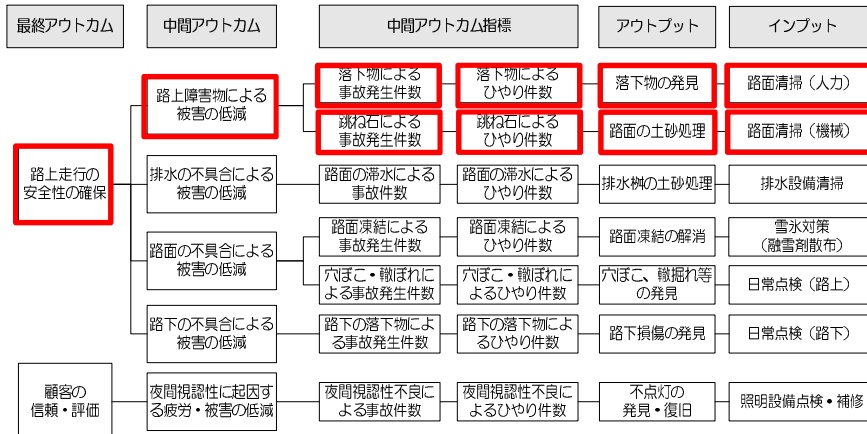 最終アウトカム
中間アウトカム
中間アウトカム指標
アウトプット
インプット
路上走行の
安全性の確保
路上障害物による
被害の低減
落下物による
事故発生件数
落下物による
ひやり件数
落下物の発見
路面清掃（人力）
跳ね石による
事故発生件数
跳ね石による
ひやり件数
路面の土砂処理
路面清掃（機械）
排水の不具合による
被害の低減
路面の滞水による
事故件数
路面の滞水による
ひやり件数
排水桝の土砂処理
排水設備清掃
路面の不具合による
被害の低減
路面凍結による
事故発生件数
路面凍結による
ひやり件数
路面凍結の解消
雪氷対策
（融雪剤散布）
穴ぼこ・轍ぼれに
よる事故発生件数
穴ぼこ・轍ぼれに
よるひやり件数
穴ぼこ、轍掘れ等
の発見
日常点検（路上）
路下の不具合による
被害の低減
路下の落下物によ
る事故発生件数
路下の落下物によ
るひやり件数
路下損傷の発見
日常点検（路下）
顧客の
信頼・評価
夜間視認性に起因す
る疲労・被害の低減
夜間視認性不良に
よる事故件数
夜間視認性不良に
よるひやり件数
不点灯の
発見・復旧
照明設備点検・補修